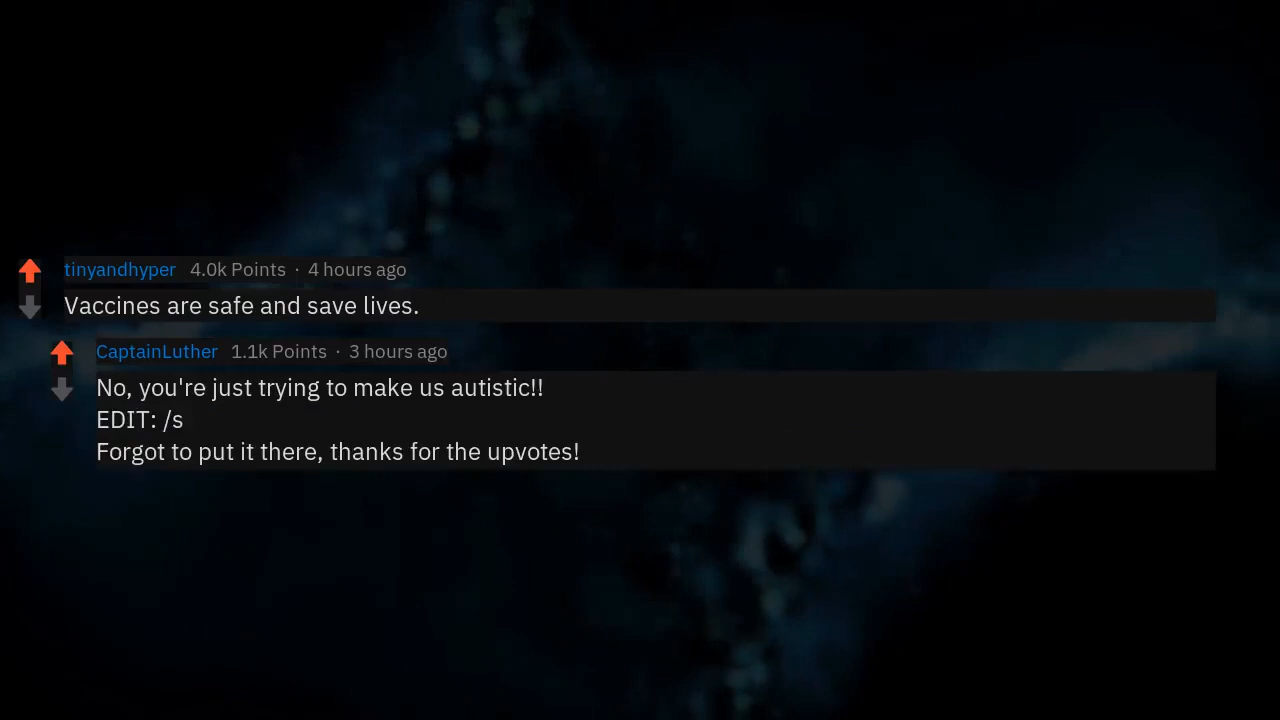 tinyandhyper 4.0k Points · 4 hours ago
Vaccines are safe and save lives.
CaptainLuther 1.1k Points · 3 hours ago
No, you're just trying to make us autistic!!
EDIT: /s
Forgot to put it there, thanks for the upvotes!